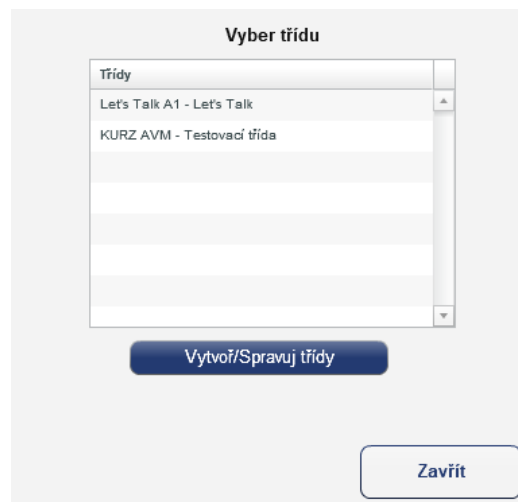 Vyber třídu
Třídy
Let's Talk A1 - Let's Talk
KURZ AVM - Testovací třída
Vytvoř/Spravuj třídy
Zavřít